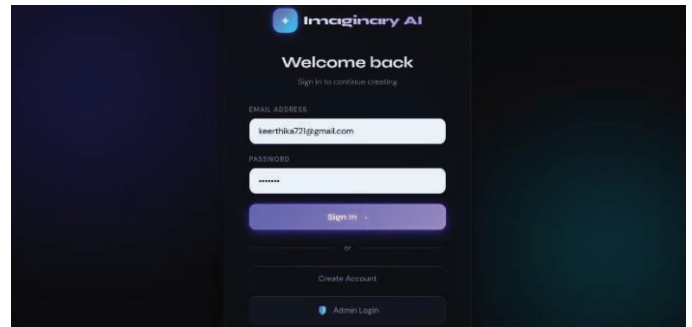 Imaginary AI
Welcome back
Sign in to continue creating
EMAIL ADDRESS
keerthika721@gmail.com
PASSWORD
•••••••
Sign In →
or
Create Account
Admin Login